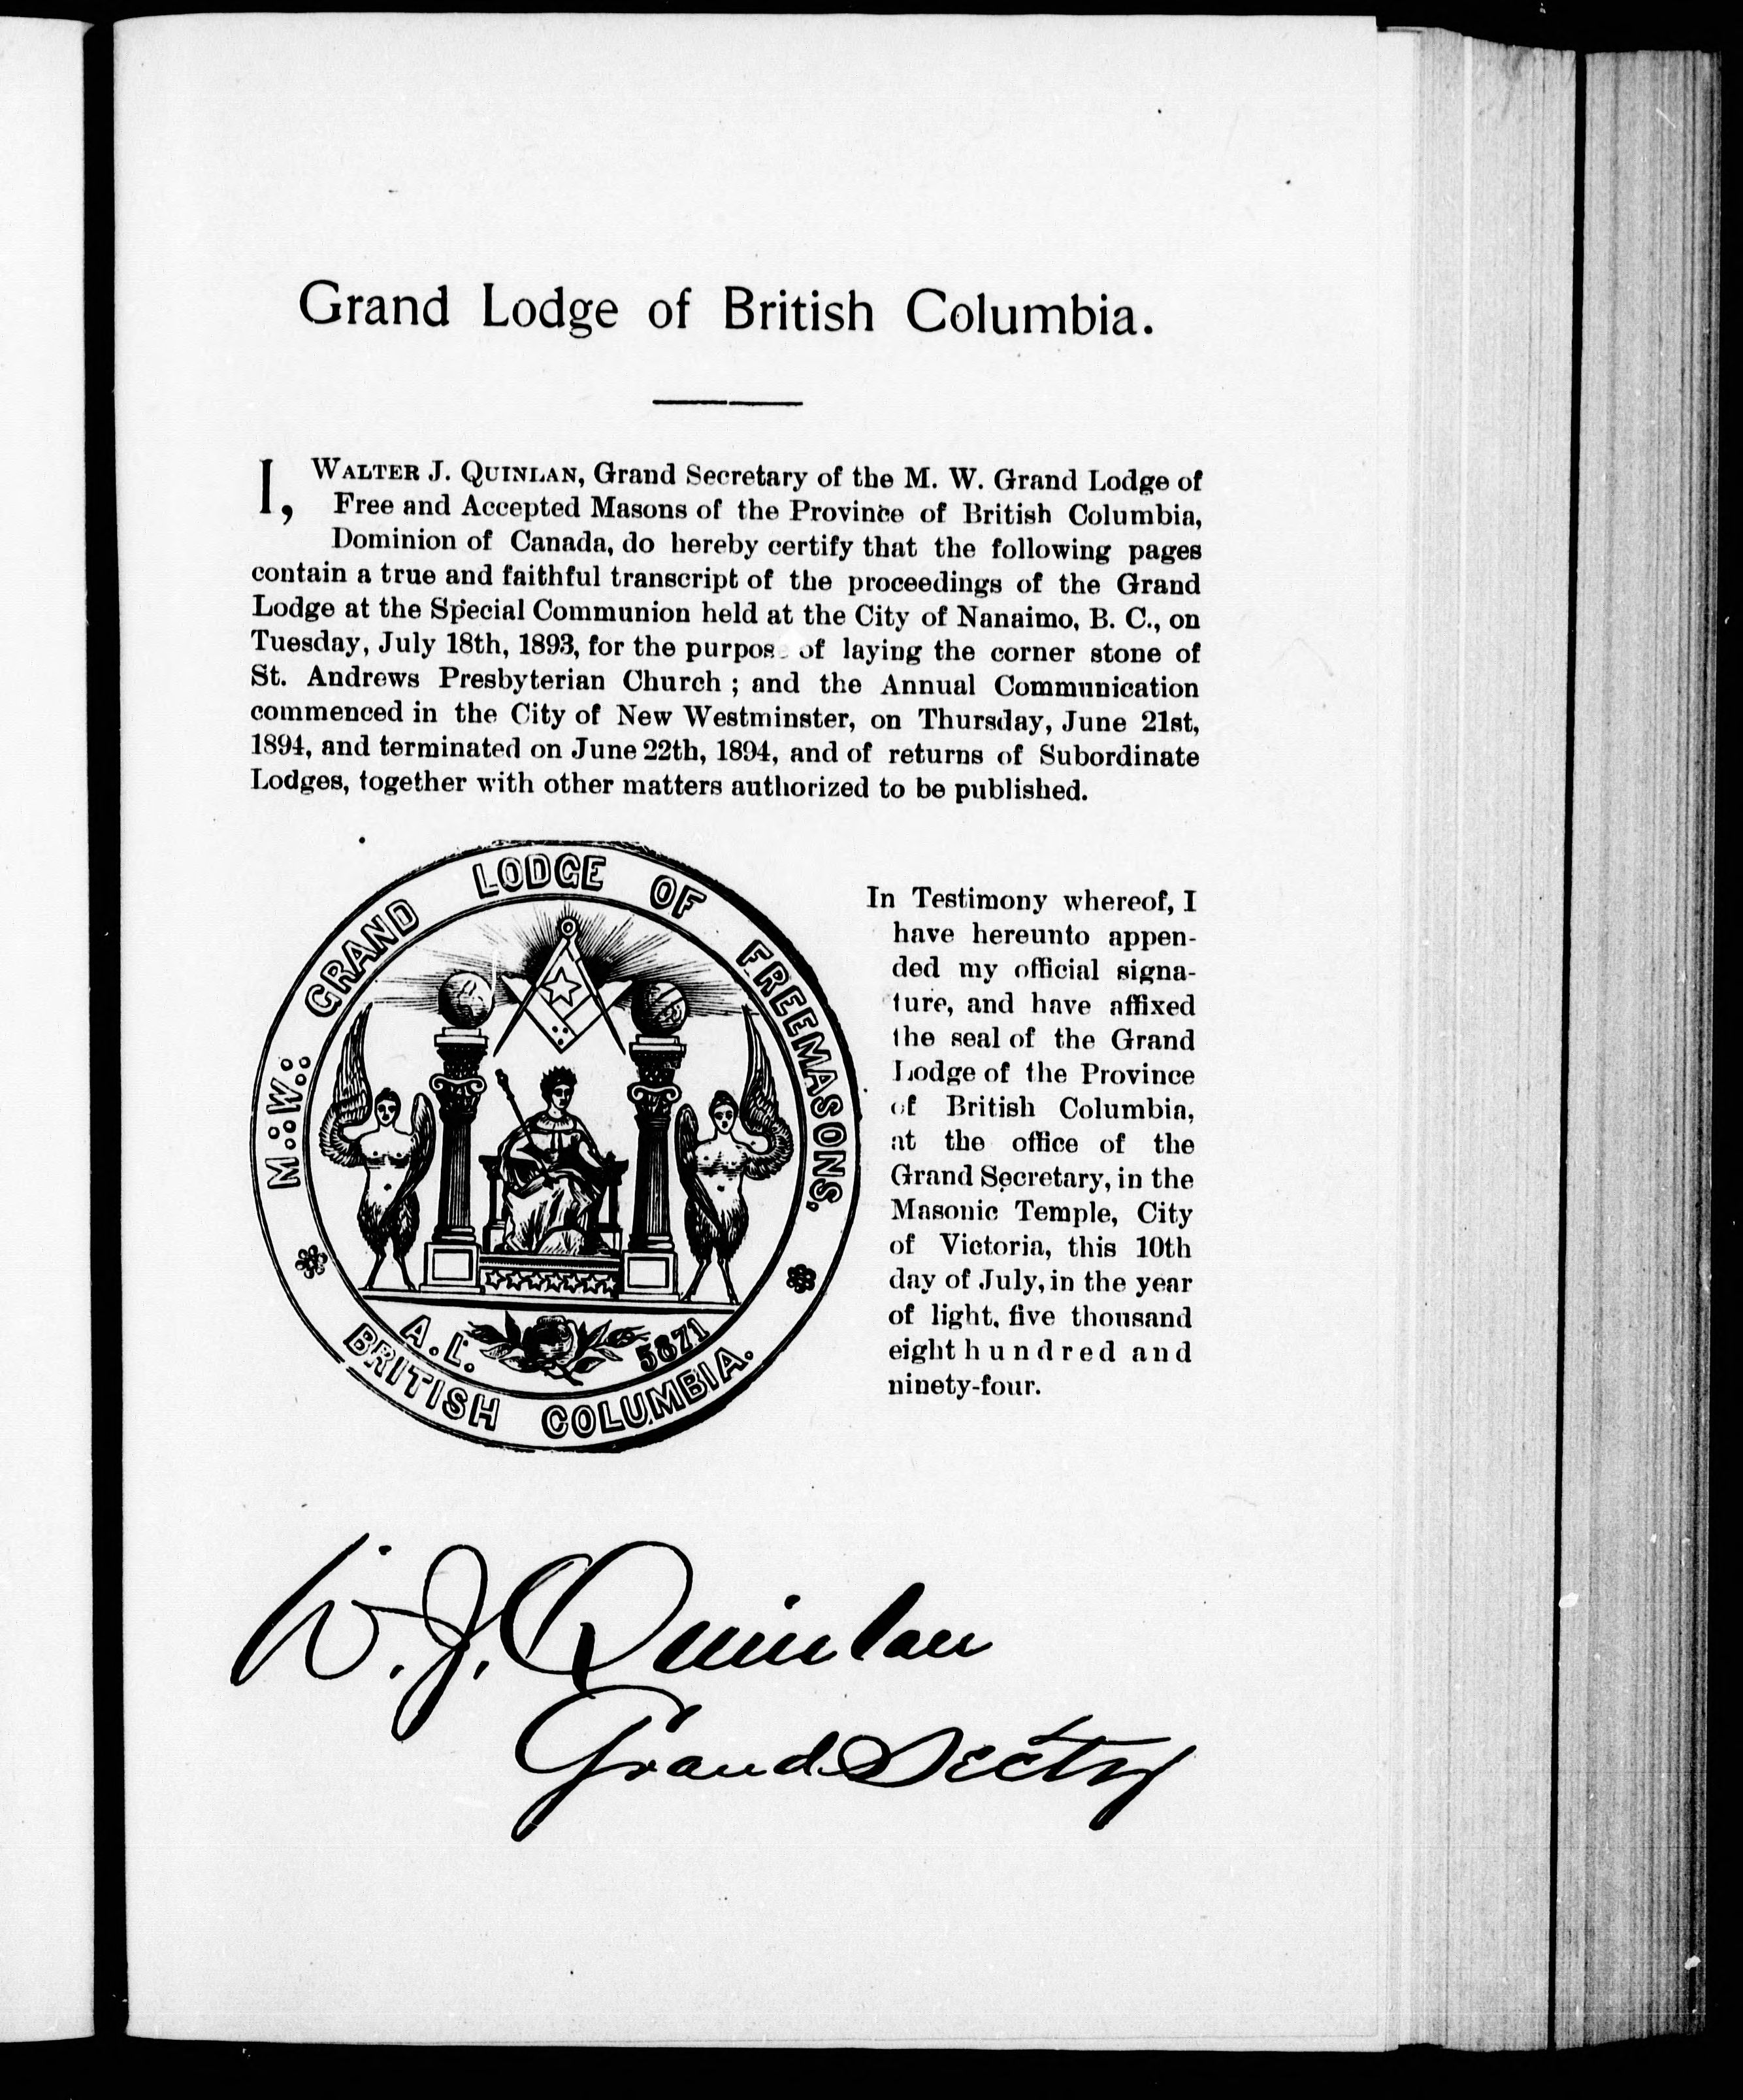 Grand Lodge of British Columbia.
I, WALTER J. QUINLAN, Grand Secretary of the M. W. Grand Lodge of
Free and Accepted Masons of the Province of British Columbia,
Dominion of Canada, do hereby certify that the following pages
contain a true and faithful transcript of the proceedings of the Grand
Lodge at the Special Communion held at the City of Nanaimo, B. C., on
Tuesday, July 18th, 1893, for the purpose of laying the corner stone of
St. Andrews Presbyterian Church ; and the Annual Communication
commenced in the City of New Westminster, on Thursday, June 21st,
1894, and terminated on June 22th, 1894, and of returns of Subordinate
Lodges, together with other matters authorized to be published.
M∴W∴ GRAND LODGE OF FREEMASONS,
A. L. 5871
BRITISH COLUMBIA.
In Testimony whereof, I
have hereunto appen-
ded my official signa-
ture, and have affixed
the seal of the Grand
Lodge of the Province
of British Columbia,
at the office of the
Grand Secretary, in the
Masonic Temple, City
of Victoria, this 10th
day of July, in the year
of light, five thousand
eight hundred and
ninety-four.
W. J. Quinlan
Grand Secty